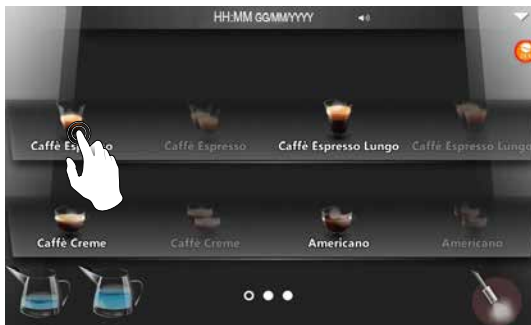 HH:MM GG/MM/YYYY
Caffè Espresso Caffè Espresso Caffè Espresso Lungo Caffè Espresso Lungo
Caffè Creme Caffè Creme Americano Americano